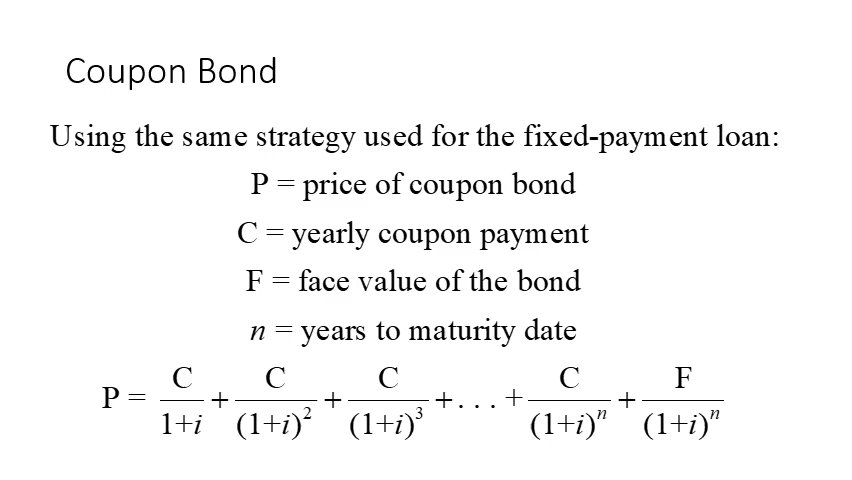 Coupon Bond
Using the same strategy used for the fixed-payment loan:
P = price of coupon bond
C = yearly coupon payment
F = face value of the bond
n = years to maturity date
P = C/(1+i) + C/(1+i)² + C/(1+i)³ + . . . + C/(1+i)ⁿ + F/(1+i)ⁿ